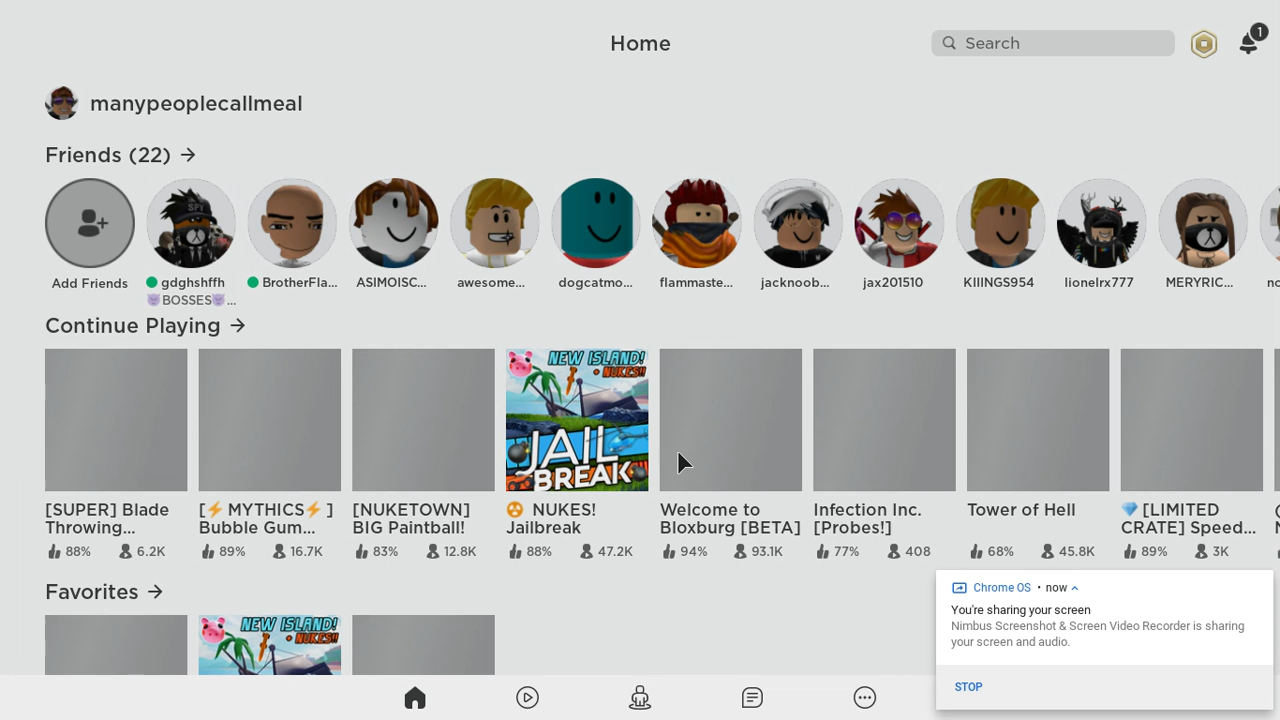 Home
Search
1
manypeoplecallmeal
Friends (22)
SPY
Add Friends
gdghshffh
😈BOSSES😈...
BrotherFla...
ASIMOISC...
awesome...
dogcatmo...
flammaste...
jacknoob...
jax201510
KIIINGS954
lionelrx777
MERYRIC...
no
Continue Playing
NEW ISLAND!
+ NUKES!!
JAIL
BREAK
[SUPER] Blade
Throwing...
88% 6.2K
[⚡MYTHICS⚡]
Bubble Gum...
89% 16.7K
[NUKETOWN]
BIG Paintball!
83% 12.8K
☢ NUKES!
Jailbreak
88% 47.2K
Welcome to
Bloxburg [BETA]
94% 93.1K
Infection Inc.
[Probes!]
77% 408
Tower of Hell
68% 45.8K
💎[LIMITED
CRATE] Speed...
89% 3K
Favorites
NEW ISLAND!
+ NUKES!!
Chrome OS • now
You're sharing your screen
Nimbus Screenshot & Screen Video Recorder is sharing
your screen and audio.
STOP